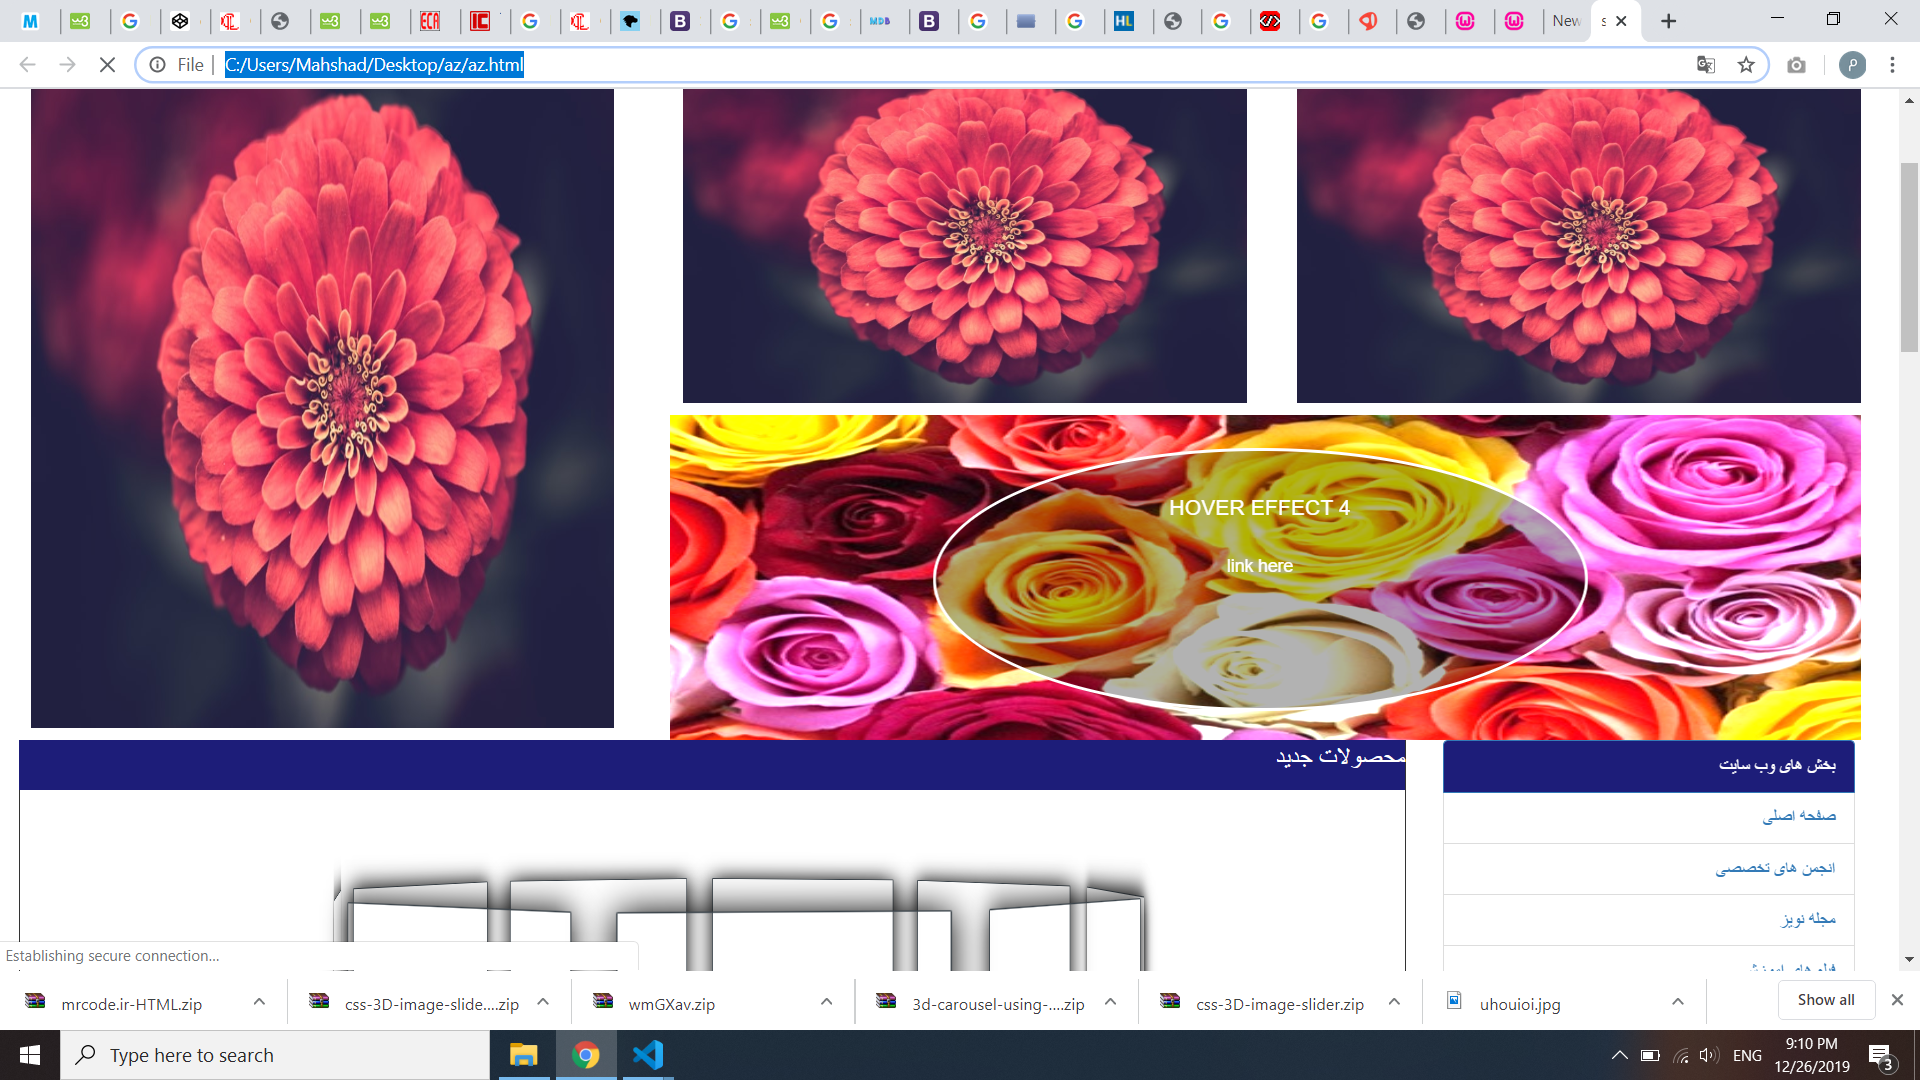 New
s
File
C:/Users/Mahshad/Desktop/az/az.html
HOVER EFFECT 4
link here
محصولات جدید
بخش های وب سایت
صفحه اصلی
انجمن های تخصصی
مجله نویز
Establishing secure connection...
mrcode.ir-HTML.zip
css-3D-image-slide....zip
wmGXav.zip
3d-carousel-using-....zip
css-3D-image-slider.zip
uhouioi.jpg
Show all
Type here to search
ENG
9:10 PM
12/26/2019
3